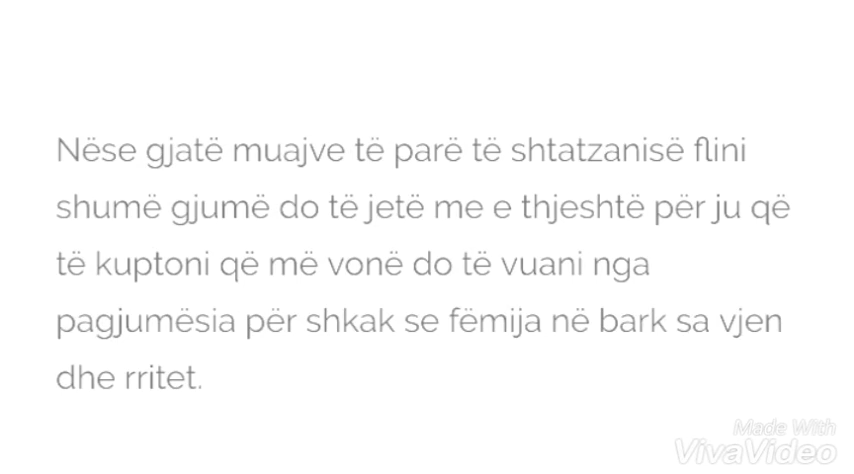 Nëse gjatë muajve të parë të shtatzanisë flini
shumë gjumë do të jetë me e thjeshtë për ju që
të kuptoni që më vonë do të vuani nga
pagjumësia për shkak se fëmija në bark sa vjen
dhe rritet.
Made With
VivaVideo